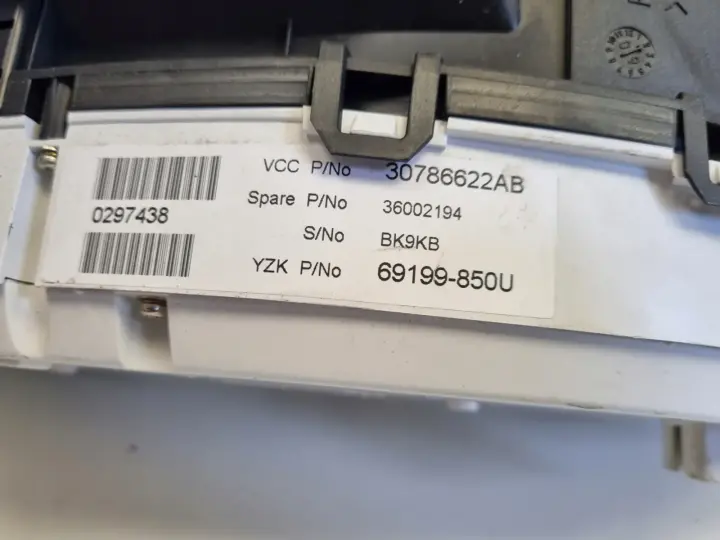 VCC P/No 30786622AB
Spare P/No 36002194
S/No BK9KB
YZK P/No 69199-850U
0297438